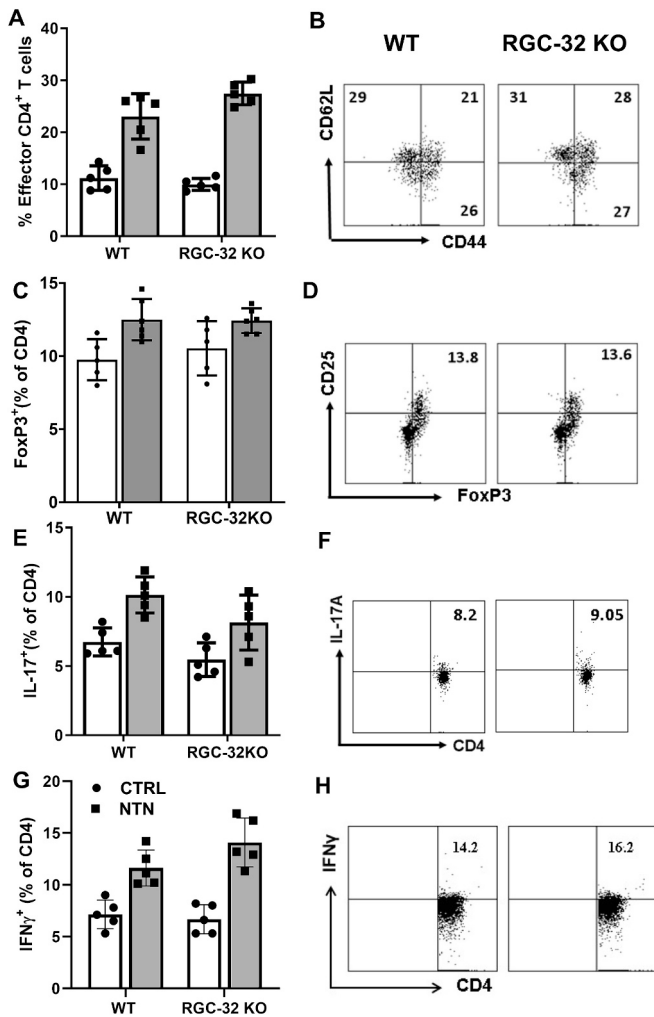 A
% Effector CD4+ T cells
40
30
20
10
0
WT
RGC-32 KO
B
WT
RGC-32 KO
CD62L
29
21
26
31
28
27
CD44
C
FoxP3+(% of CD4)
15
10
5
0
WT
RGC-32KO
D
CD25
13.8
13.6
FoxP3
E
IL-17+(% of CD4)
15
10
5
0
WT
RGC-32KO
F
IL-17A
8.2
9.05
CD4
G
IFNγ+ (% of CD4)
20
15
10
5
0
CTRL
NTN
WT
RGC-32 KO
H
IFNγ
14.2
16.2
CD4